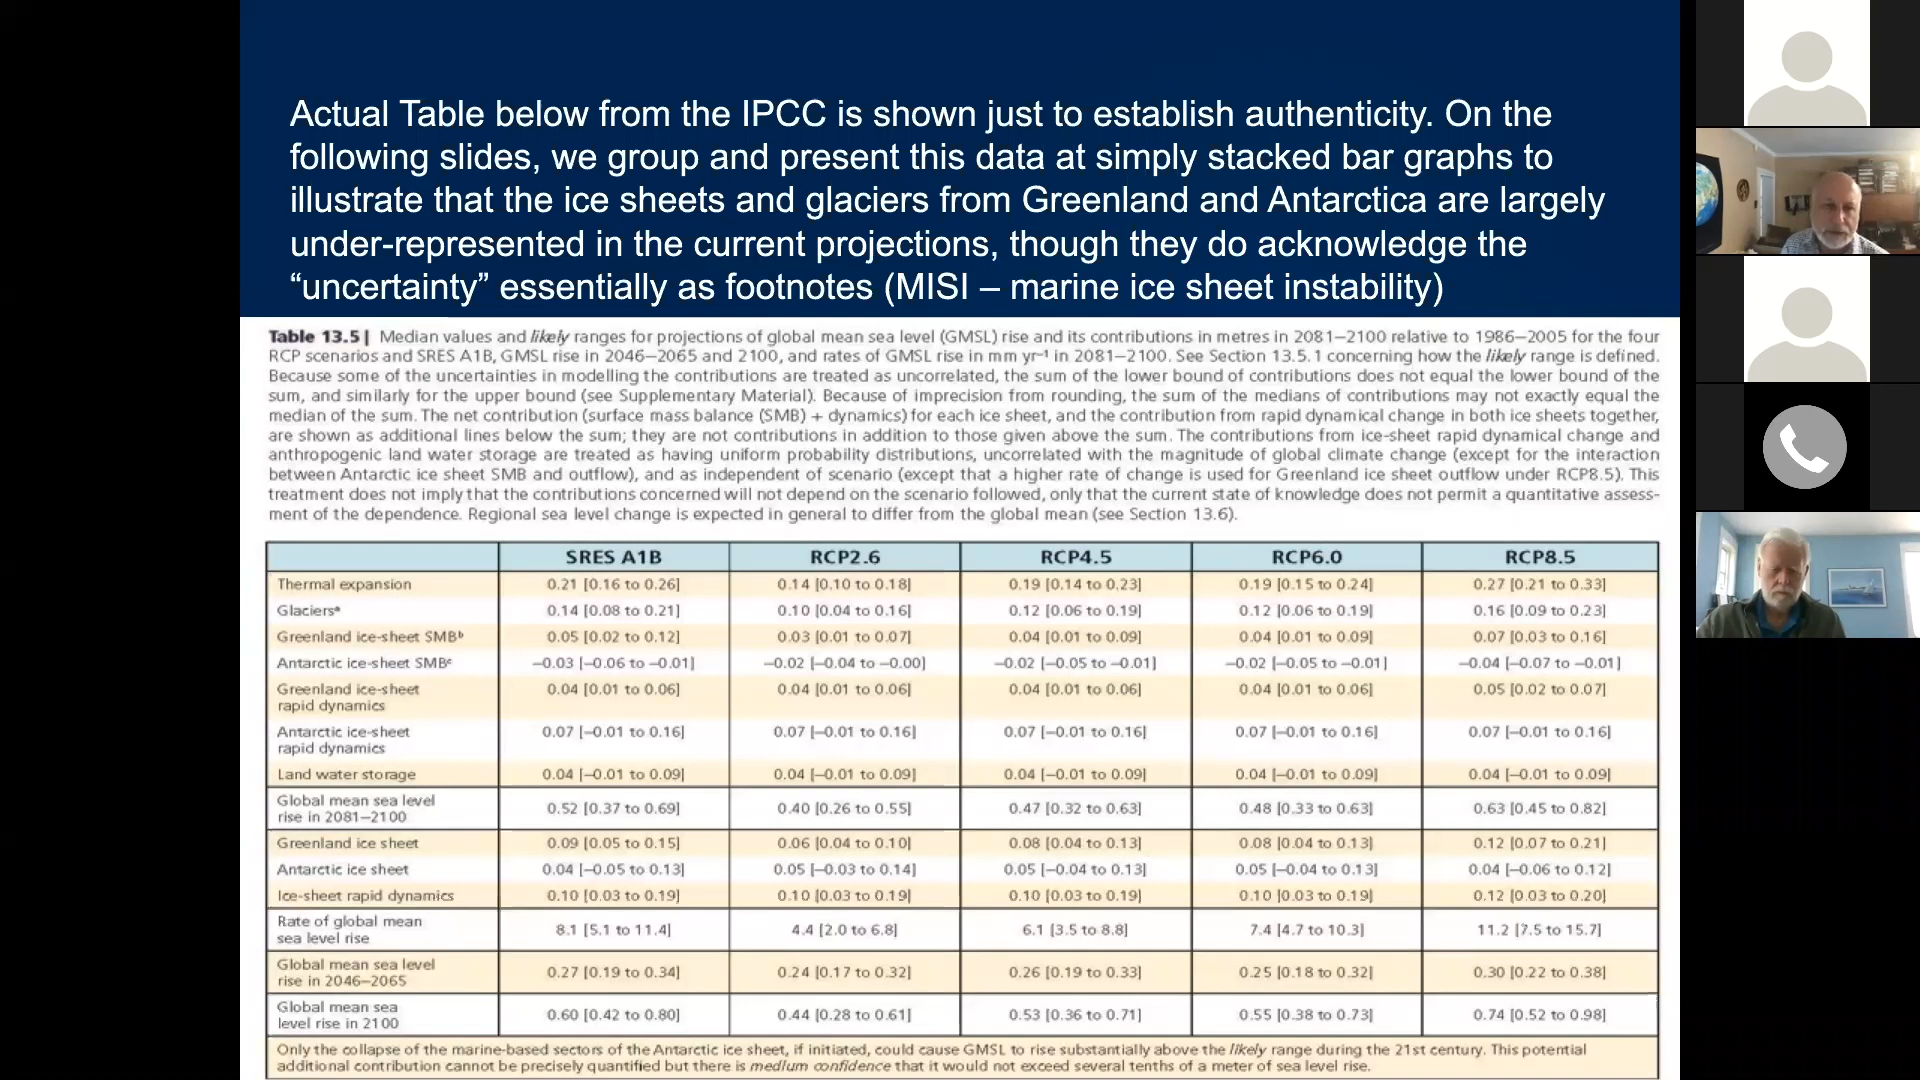 Actual Table below from the IPCC is shown just to establish authenticity. On the
following slides, we group and present this data at simply stacked bar graphs to
illustrate that the ice sheets and glaciers from Greenland and Antarctica are largely
under-represented in the current projections, though they do acknowledge the
“uncertainty” essentially as footnotes (MISI – marine ice sheet instability)
Table 13.5 | Median values and likely ranges for projections of global mean sea level (GMSL) rise and its contributions in metres in 2081–2100 relative to 1986–2005 for the four
RCP scenarios and SRES A1B, GMSL rise in 2046–2065 and 2100, and rates of GMSL rise in mm yr⁻¹ in 2081–2100. See Section 13.5.1 concerning how the likely range is defined.
Because some of the uncertainties in modelling the contributions are treated as uncorrelated, the sum of the lower bound of contributions does not equal the lower bound of the
sum, and similarly for the upper bound (see Supplementary Material). Because of imprecision from rounding, the sum of the medians of contributions may not exactly equal the
median of the sum. The net contribution (surface mass balance (SMB) + dynamics) for each ice sheet, and the contribution from rapid dynamical change in both ice sheets together,
are shown as additional lines below the sum; they are not contributions in addition to those given above the sum. The contributions from ice-sheet rapid dynamical change and
anthropogenic land water storage are treated as having uniform probability distributions, uncorrelated with the magnitude of global climate change (except for the interaction
between Antarctic ice sheet SMB and outflow), and as independent of scenario (except that a higher rate of change is used for Greenland ice sheet outflow under RCP8.5). This
treatment does not imply that the contributions concerned will not depend on the scenario followed, only that the current state of knowledge does not permit a quantitative assess-
ment of the dependence. Regional sea level change is expected in general to differ from the global mean (see Section 13.6).
SRES A1B RCP2.6 RCP4.5 RCP6.0 RCP8.5
Thermal expansion 0.21 [0.16 to 0.26] 0.14 [0.10 to 0.18] 0.19 [0.14 to 0.23] 0.19 [0.15 to 0.24] 0.27 [0.21 to 0.33]
Glaciersᵃ 0.14 [0.08 to 0.21] 0.10 [0.04 to 0.16] 0.12 [0.06 to 0.19] 0.12 [0.06 to 0.19] 0.16 [0.09 to 0.23]
Greenland ice-sheet SMBᵇ 0.05 [0.02 to 0.12] 0.03 [0.01 to 0.07] 0.04 [0.01 to 0.09] 0.04 [0.01 to 0.09] 0.07 [0.03 to 0.16]
Antarctic ice-sheet SMBᶜ –0.03 [–0.06 to –0.01] –0.02 [–0.04 to –0.00] –0.02 [–0.05 to –0.01] –0.02 [–0.05 to –0.01] –0.04 [–0.07 to –0.01]
Greenland ice-sheet
rapid dynamics 0.04 [0.01 to 0.06] 0.04 [0.01 to 0.06] 0.04 [0.01 to 0.06] 0.04 [0.01 to 0.06] 0.05 [0.02 to 0.07]
Antarctic ice-sheet
rapid dynamics 0.07 [–0.01 to 0.16] 0.07 [–0.01 to 0.16] 0.07 [–0.01 to 0.16] 0.07 [–0.01 to 0.16] 0.07 [–0.01 to 0.16]
Land water storage 0.04 [–0.01 to 0.09] 0.04 [–0.01 to 0.09] 0.04 [–0.01 to 0.09] 0.04 [–0.01 to 0.09] 0.04 [–0.01 to 0.09]
Global mean sea level
rise in 2081–2100 0.52 [0.37 to 0.69] 0.40 [0.26 to 0.55] 0.47 [0.32 to 0.63] 0.48 [0.33 to 0.63] 0.63 [0.45 to 0.82]
Greenland ice sheet 0.09 [0.05 to 0.15] 0.06 [0.04 to 0.10] 0.08 [0.04 to 0.13] 0.08 [0.04 to 0.13] 0.12 [0.07 to 0.21]
Antarctic ice sheet 0.04 [–0.05 to 0.13] 0.05 [–0.03 to 0.14] 0.05 [–0.04 to 0.13] 0.05 [–0.04 to 0.13] 0.04 [–0.06 to 0.12]
Ice-sheet rapid dynamics 0.10 [0.03 to 0.19] 0.10 [0.03 to 0.19] 0.10 [0.03 to 0.19] 0.10 [0.03 to 0.19] 0.12 [0.03 to 0.20]
Rate of global mean
sea level rise 8.1 [5.1 to 11.4] 4.4 [2.0 to 6.8] 6.1 [3.5 to 8.8] 7.4 [4.7 to 10.3] 11.2 [7.5 to 15.7]
Global mean sea level
rise in 2046–2065 0.27 [0.19 to 0.34] 0.24 [0.17 to 0.32] 0.26 [0.19 to 0.33] 0.25 [0.18 to 0.32] 0.30 [0.22 to 0.38]
Global mean sea
level rise in 2100 0.60 [0.42 to 0.80] 0.44 [0.28 to 0.61] 0.53 [0.36 to 0.71] 0.55 [0.38 to 0.73] 0.74 [0.52 to 0.98]
Only the collapse of the marine-based sectors of the Antarctic ice sheet, if initiated, could cause GMSL to rise substantially above the likely range during the 21st century. This potential
additional contribution cannot be precisely quantified but there is medium confidence that it would not exceed several tenths of a meter of sea level rise.